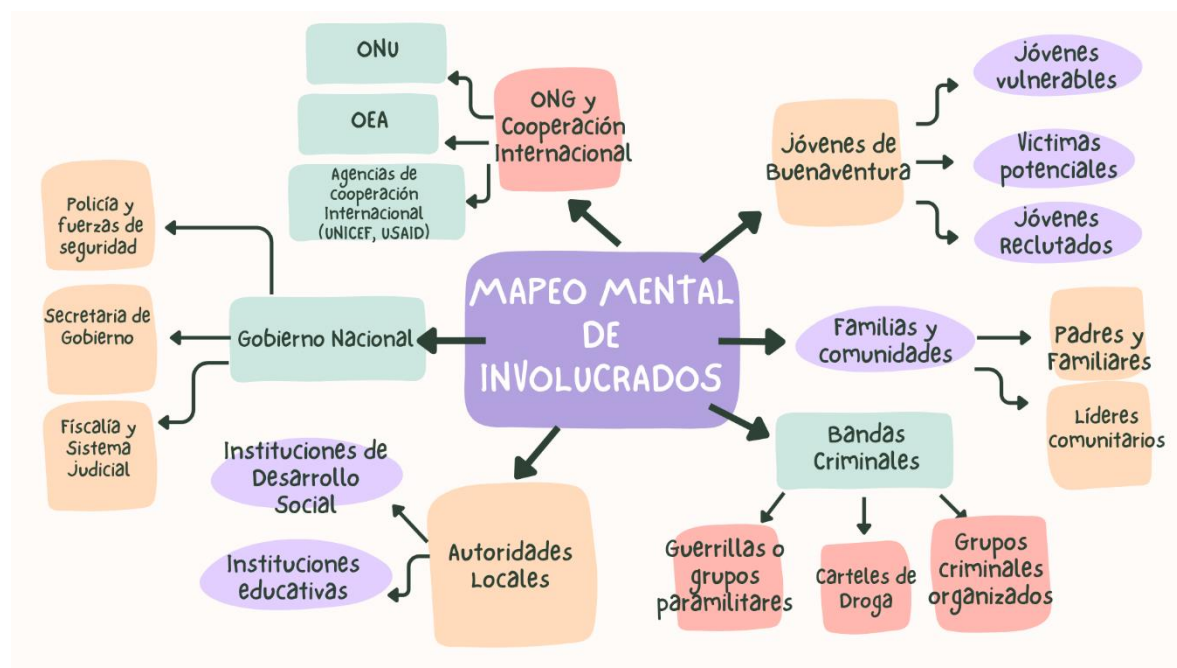 MAPEO MENTAL
DE
INVOLUCRADOS
ONG y
Cooperación
Internacional
ONU
OEA
Agencias de
cooperación
Internacional
(UNICEF, USAID)
Jóvenes de
Buenaventura
Jóvenes
vulnerables
Victimas
potenciales
Jóvenes
Reclutados
Familias y
comunidades
Padres y
Familiares
Líderes
comunitarios
Bandas
Criminales
Guerrillas o
grupos
paramilitares
Carteles de
Droga
Grupos
criminales
organizados
Autoridades
Locales
Instituciones de
Desarrollo
Social
Instituciones
educativas
Gobierno Nacional
Policía y
fuerzas de
seguridad
Secretaria de
Gobierno
Fiscalía y
Sistema
Judicial